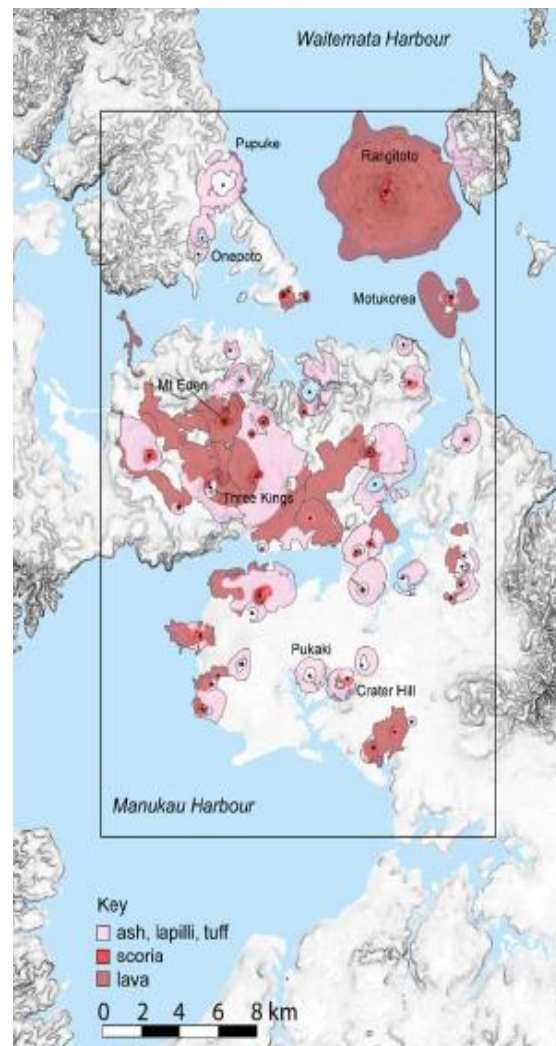 Waitemata Harbour
Pupuke
Rangitoto
Onepoto
Motukorea
Mt Eden
Three Kings
Pukaki
Crater Hill
Manukau Harbour
Key
ash, lapilli, tuff
scoria
lava
0 2 4 6 8 km